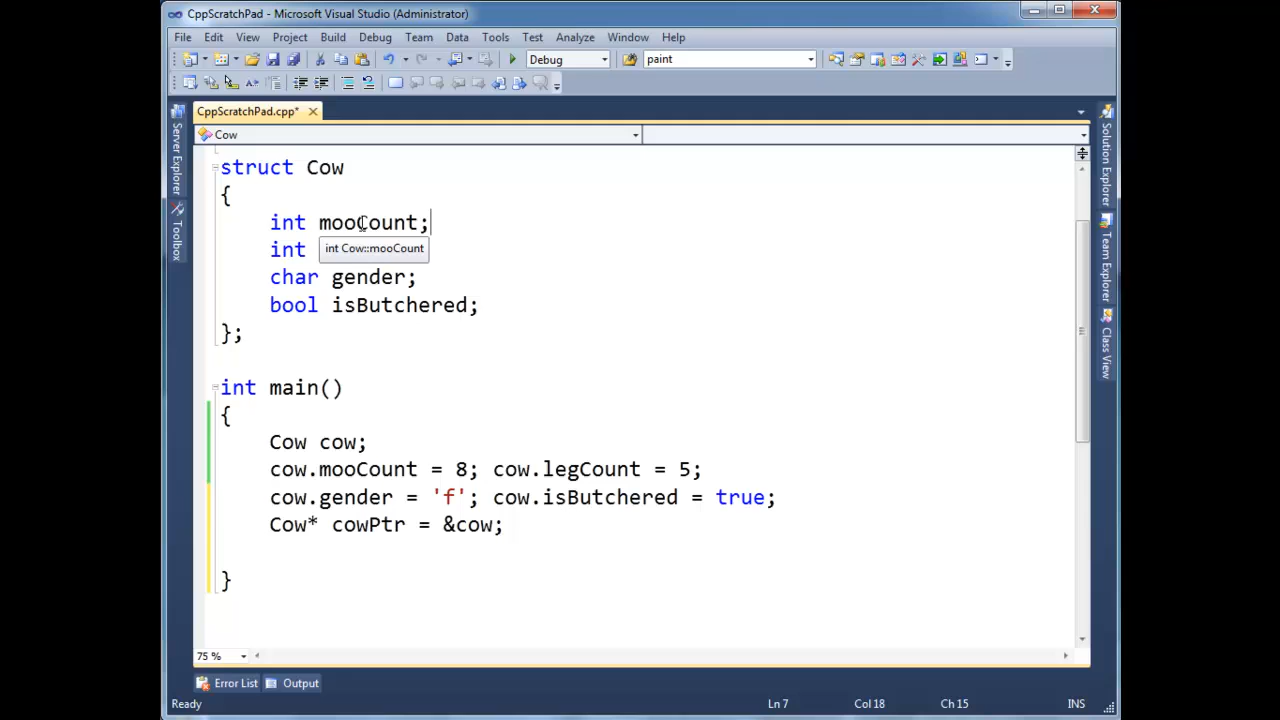 CppScratchPad - Microsoft Visual Studio (Administrator)
File Edit View Project Build Debug Team Data Tools Test Analyze Window Help
Debug paint
CppScratchPad.cpp*
Cow
Server Explorer
Toolbox
Solution Explorer
Team Explorer
Class View
struct Cow
{
int mooCount;
int
int Cow::mooCount
char gender;
bool isButchered;
};
int main()
{
Cow cow;
cow.mooCount = 8; cow.legCount = 5;
cow.gender = 'f'; cow.isButchered = true;
Cow* cowPtr = &cow;
}
75 %
Error List Output
Ready Ln 7 Col 18 Ch 15 INS